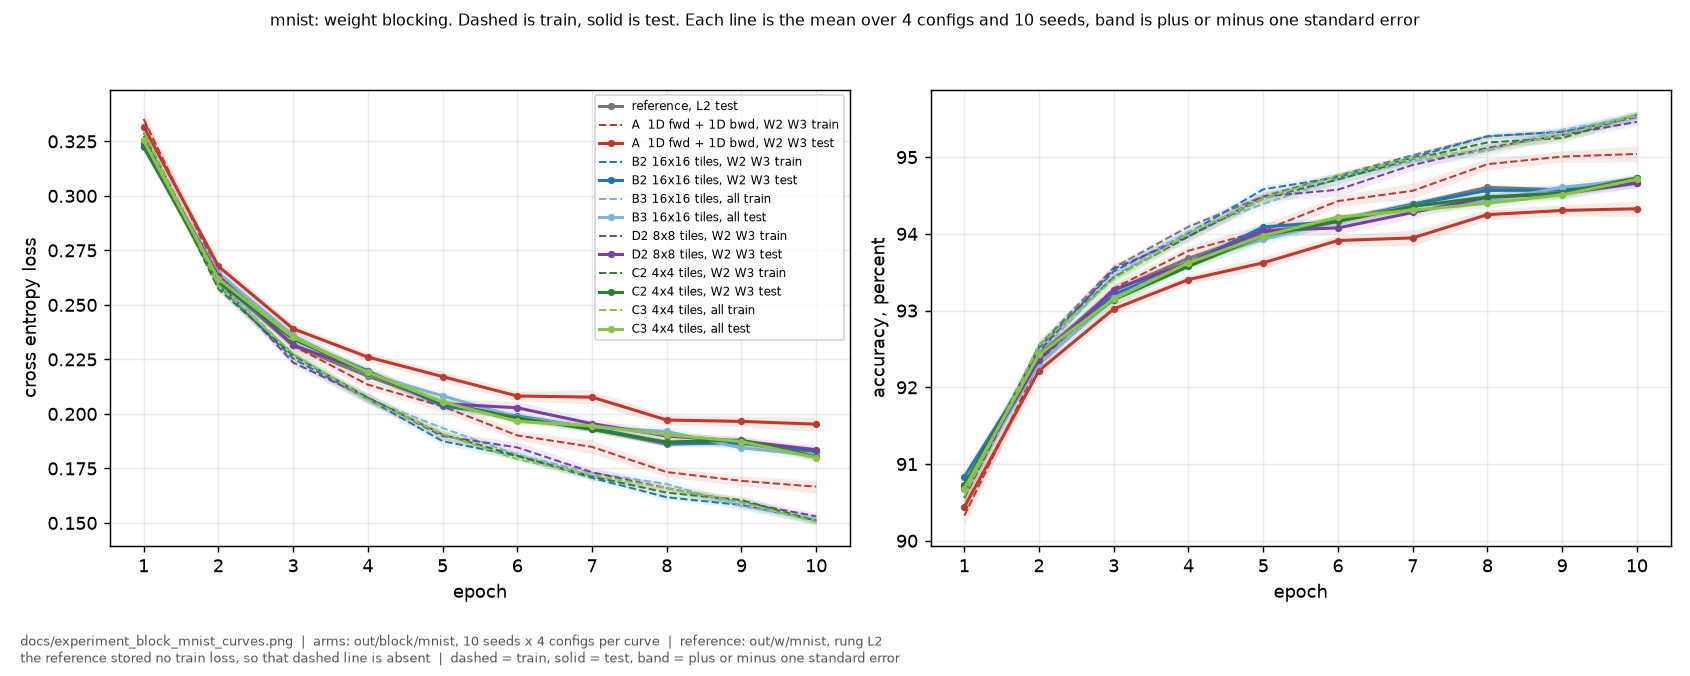 mnist: weight blocking. Dashed is train, solid is test. Each line is the mean over 4 configs and 10 seeds, band is plus or minus one standard error
cross entropy loss
0.325
0.300
0.275
0.250
0.225
0.200
0.175
0.150
1 2 3 4 5 6 7 8 9 10
epoch
reference, L2 test
A  1D fwd + 1D bwd, W2 W3 train
A  1D fwd + 1D bwd, W2 W3 test
B2 16x16 tiles, W2 W3 train
B2 16x16 tiles, W2 W3 test
B3 16x16 tiles, all train
B3 16x16 tiles, all test
D2 8x8 tiles, W2 W3 train
D2 8x8 tiles, W2 W3 test
C2 4x4 tiles, W2 W3 train
C2 4x4 tiles, W2 W3 test
C3 4x4 tiles, all train
C3 4x4 tiles, all test
accuracy, percent
95
94
93
92
91
90
1 2 3 4 5 6 7 8 9 10
epoch
docs/experiment_block_mnist_curves.png  |  arms: out/block/mnist, 10 seeds x 4 configs per curve  |  reference: out/w/mnist, rung L2
the reference stored no train loss, so that dashed line is absent  |  dashed = train, solid = test, band = plus or minus one standard error